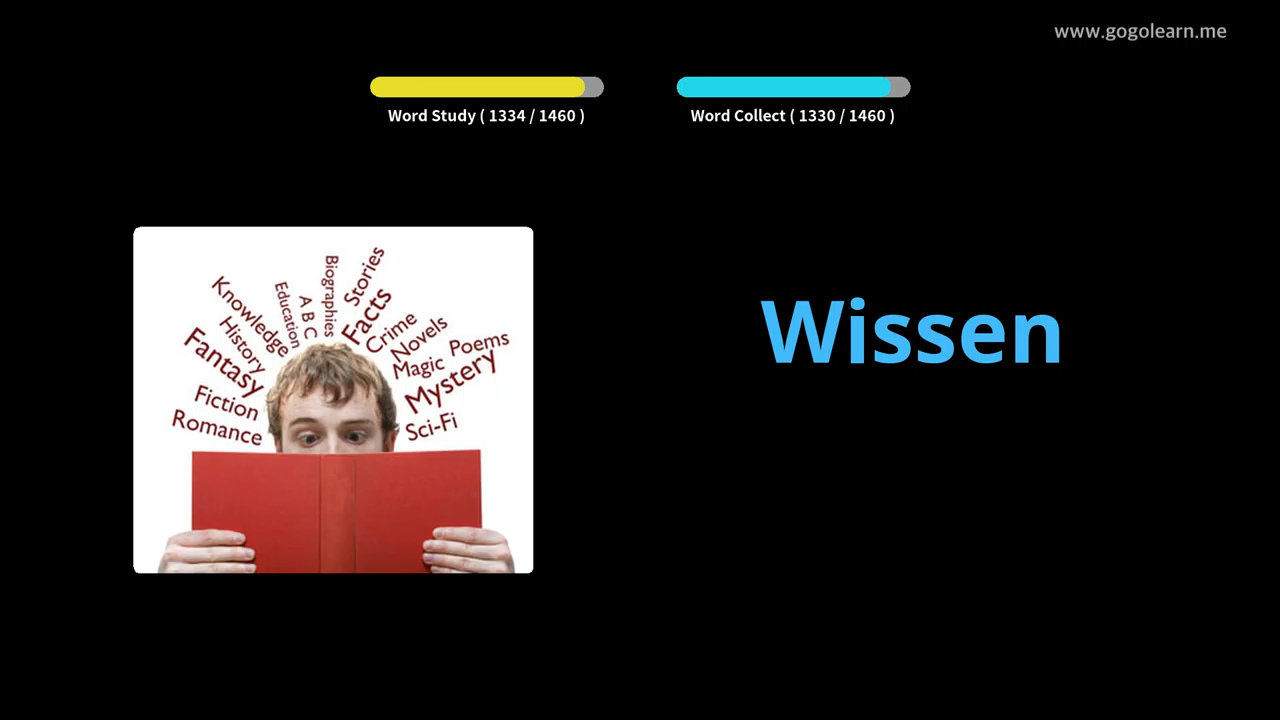 www.gogolearn.me
Word Study ( 1334 / 1460 )
Word Collect ( 1330 / 1460 )
Wissen
Biographies
Stories
Education
A B C
Facts
Knowledge
Crime
History
Novels
Fantasy
Poems
Magic
Mystery
Fiction
Romance
Sci-Fi